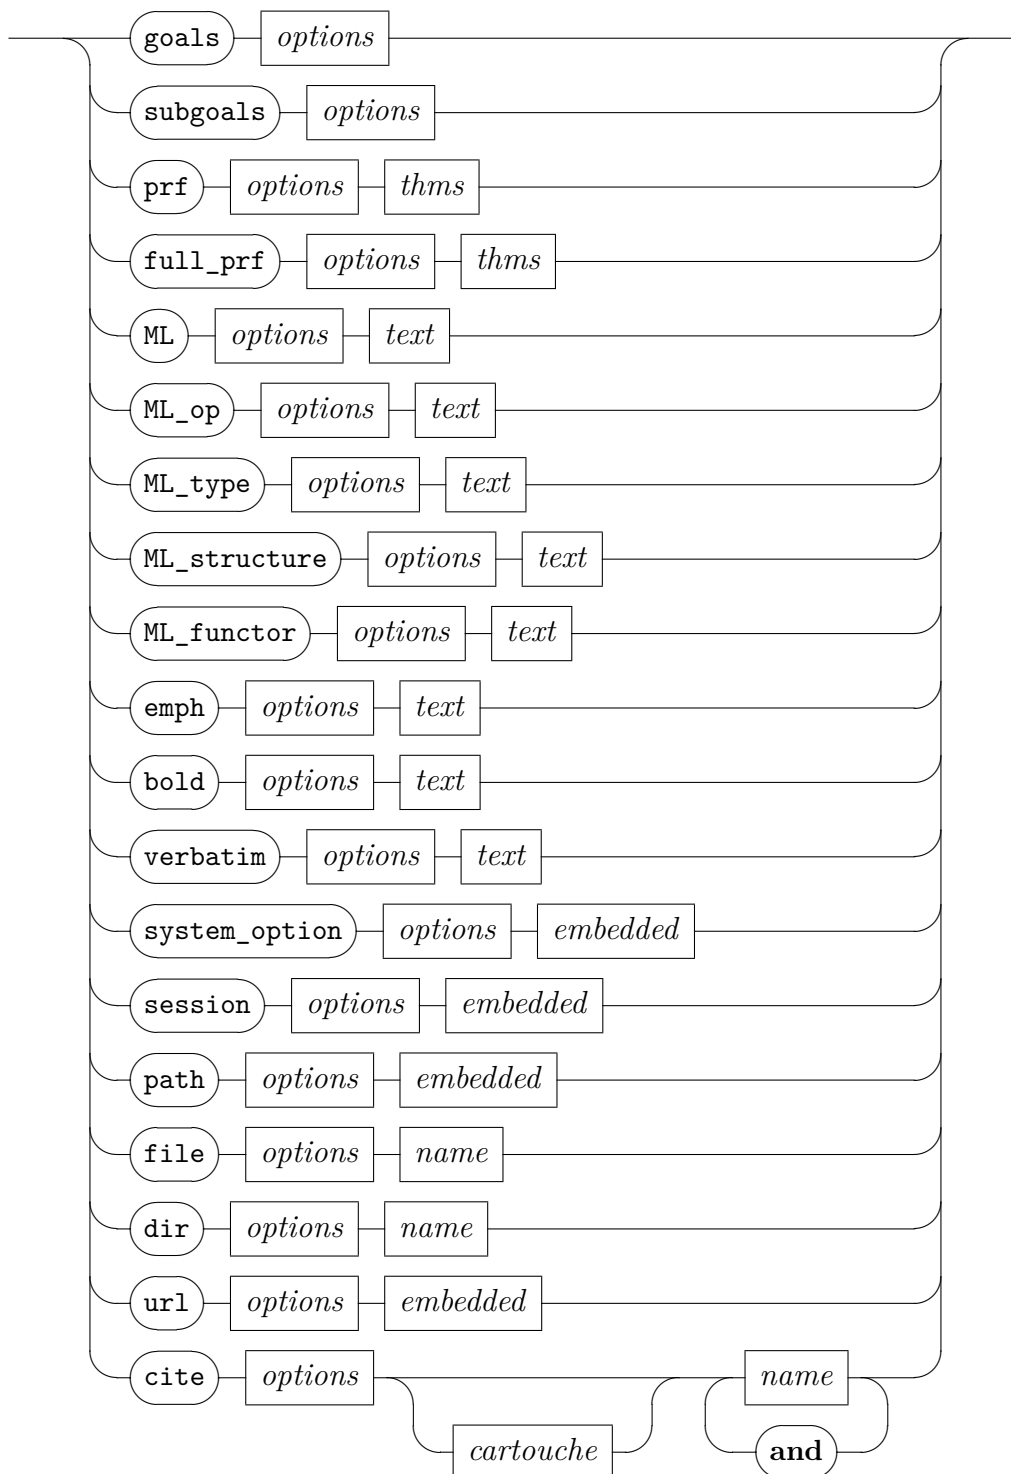 goals options
subgoals options
prf options thms
full_prf options thms
ML options text
ML_op options text
ML_type options text
ML_structure options text
ML_functor options text
emph options text
bold options text
verbatim options text
system_option options embedded
session options embedded
path options embedded
file options name
dir options name
url options embedded
cite options name
cartouche and